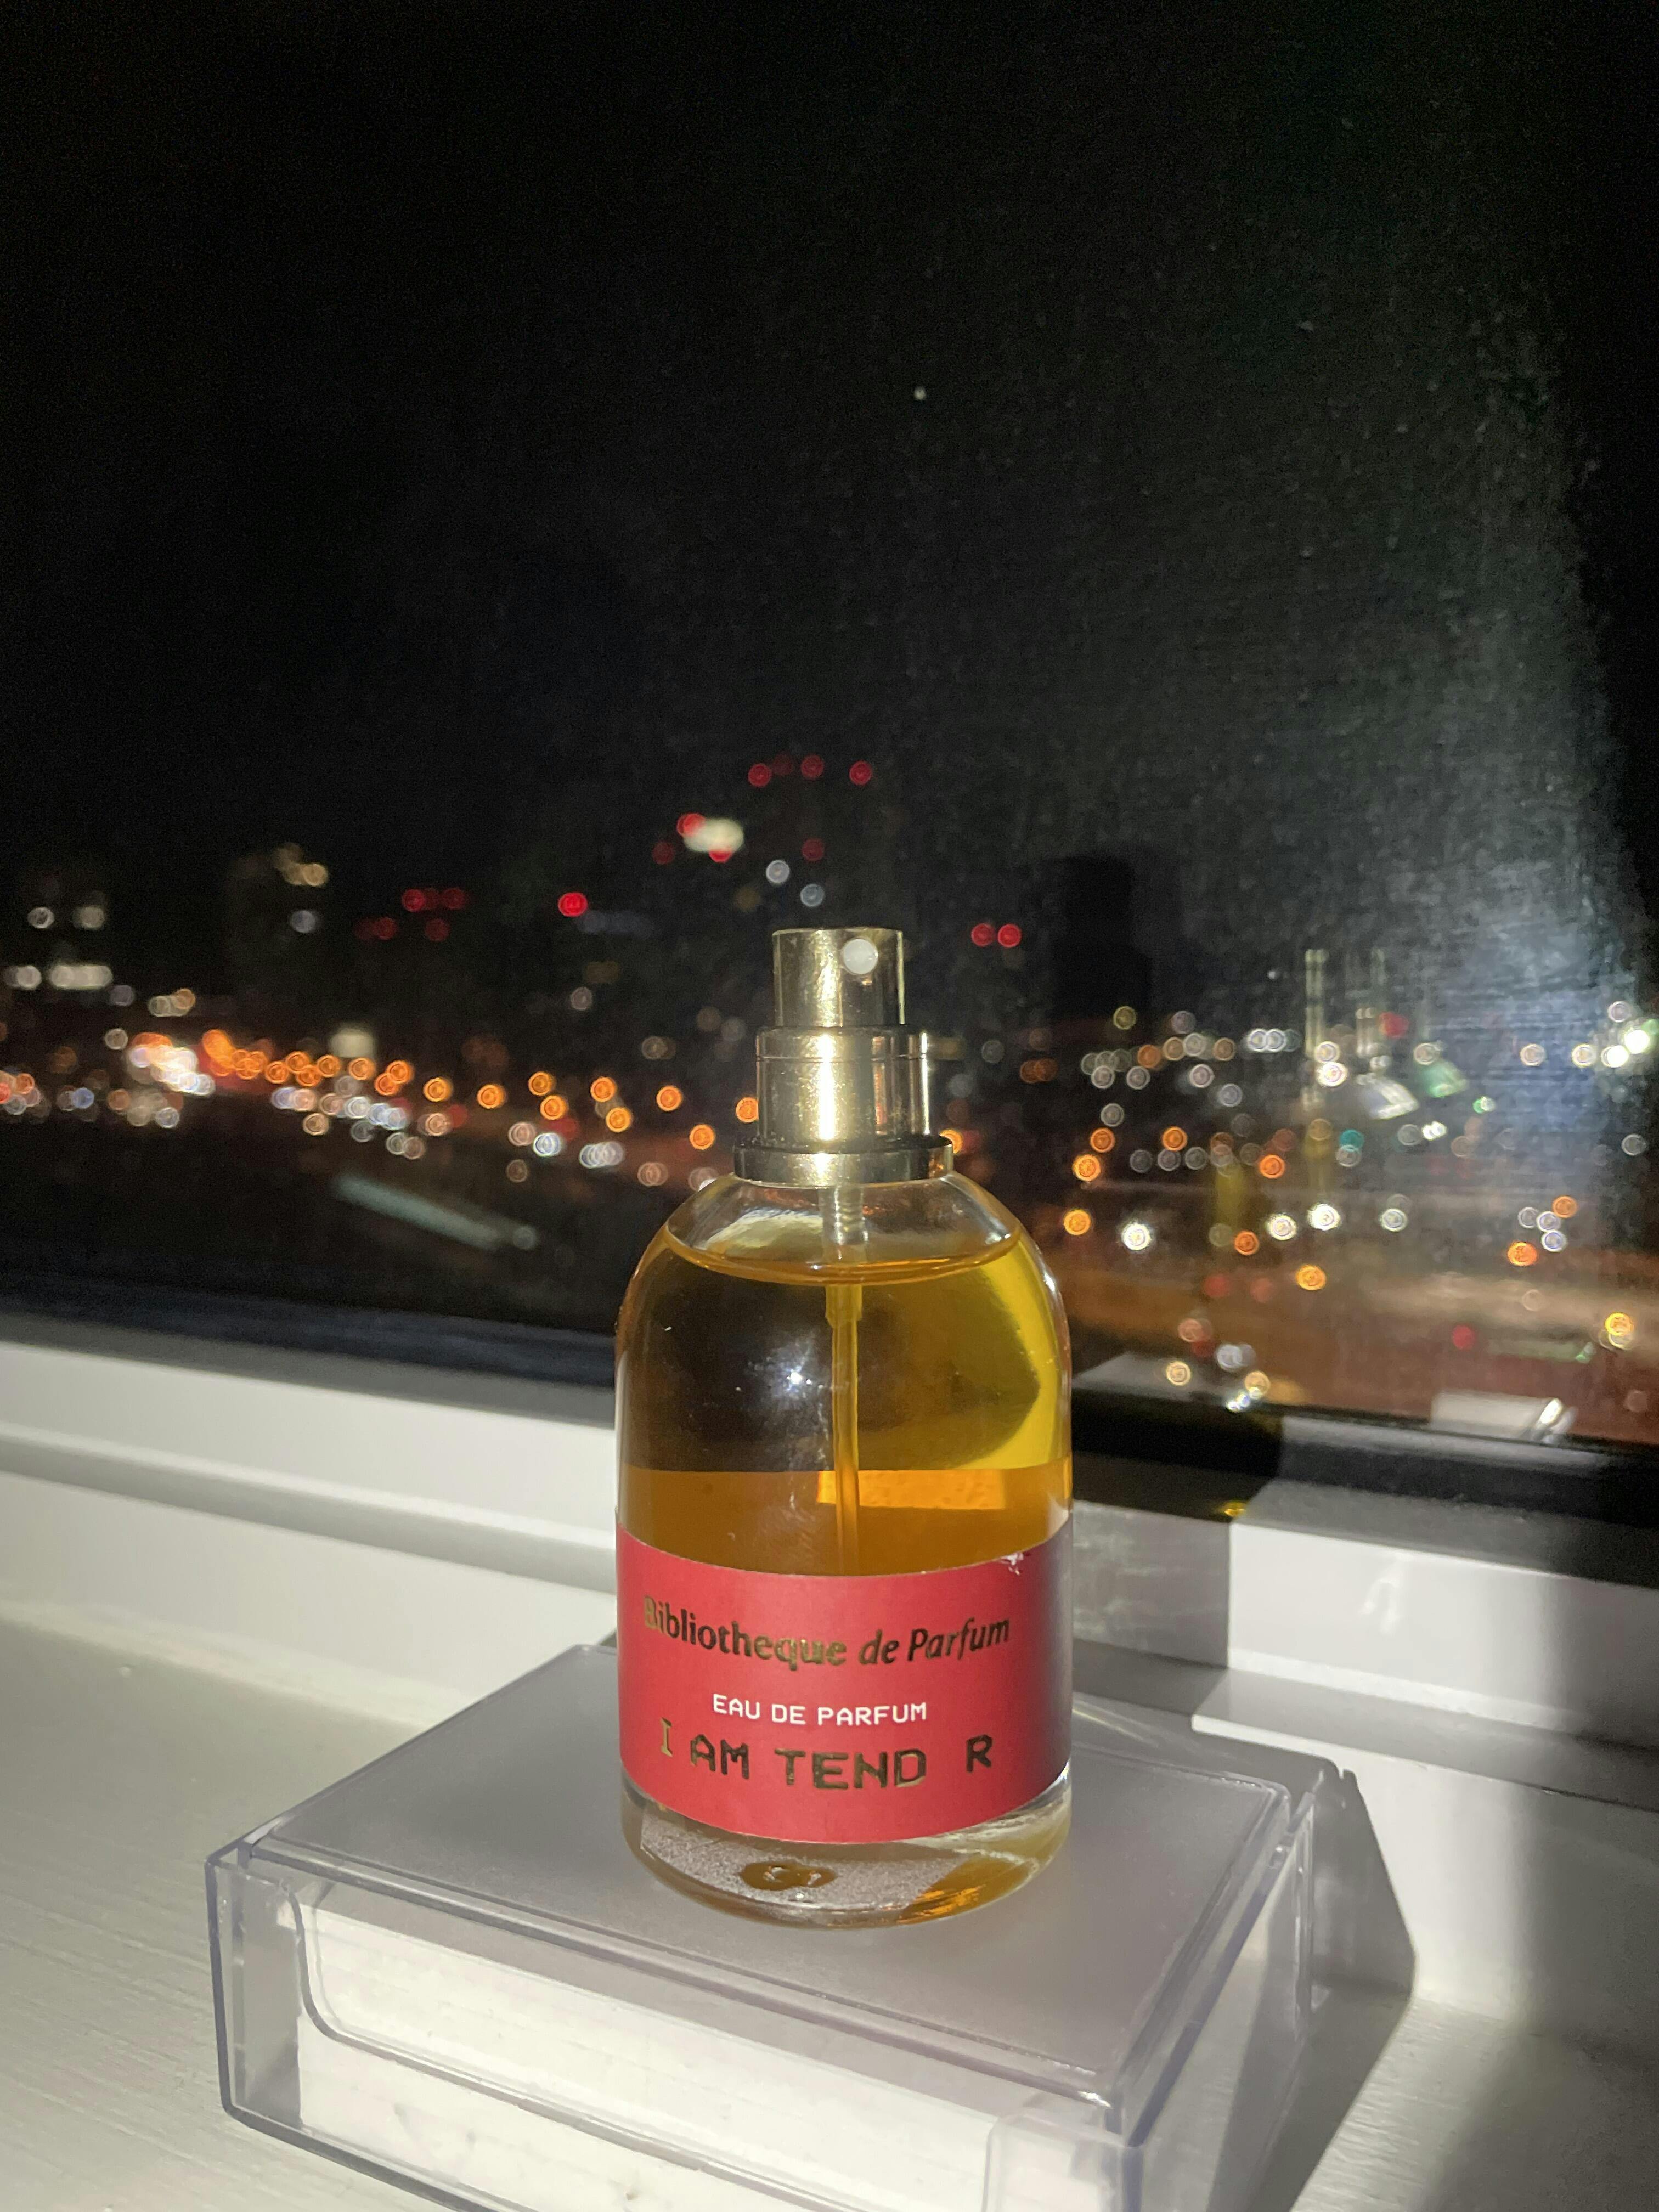 Bibliotheque de Parfum
EAU DE PARFUM
I AM TEND R